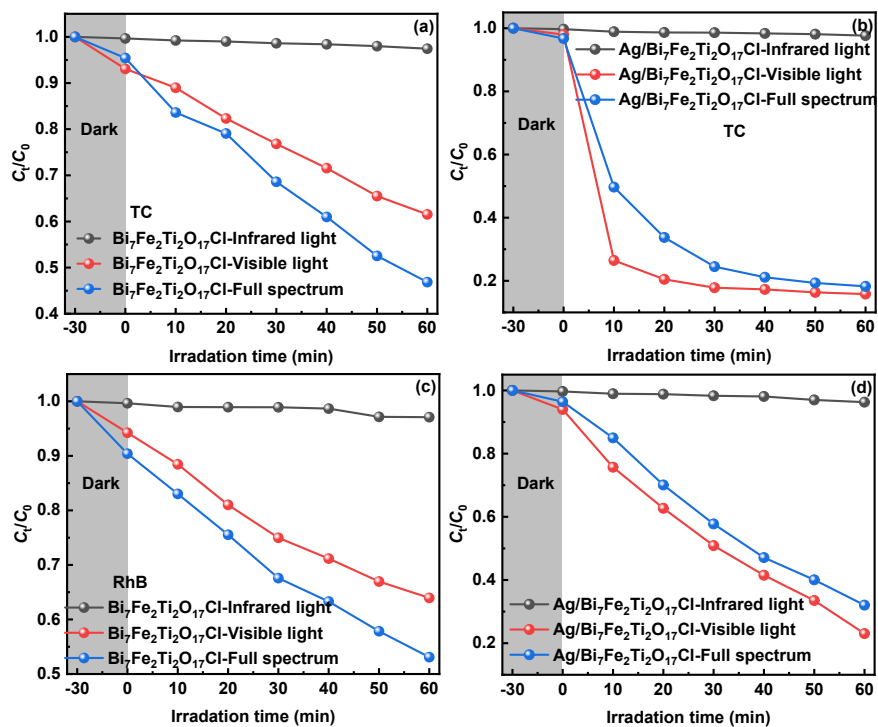 (a)
1.0
0.9
0.8
0.7
0.6
0.5
0.4
Cₜ/C₀
Dark
TC
Bi₇Fe₂Ti₂O₁₇Cl-Infrared light
Bi₇Fe₂Ti₂O₁₇Cl-Visible light
Bi₇Fe₂Ti₂O₁₇Cl-Full spectrum
-30 0 10 20 30 40 50 60
Irradation time (min)
(b)
1.0
0.8
0.6
0.4
0.2
Cₜ/C₀
Dark
Ag/Bi₇Fe₂Ti₂O₁₇Cl-Infrared light
Ag/Bi₇Fe₂Ti₂O₁₇Cl-Visible light
Ag/Bi₇Fe₂Ti₂O₁₇Cl-Full spectrum
TC
-30 0 10 20 30 40 50 60
Irradation time (min)
(c)
1.0
0.9
0.8
0.7
0.6
0.5
Cₜ/C₀
Dark
RhB
Bi₇Fe₂Ti₂O₁₇Cl-Infrared light
Bi₇Fe₂Ti₂O₁₇Cl-Visible light
Bi₇Fe₂Ti₂O₁₇Cl-Full spectrum
-30 0 10 20 30 40 50 60
Irradation time (min)
(d)
1.0
0.8
0.6
0.4
0.2
Cₜ/C₀
Dark
Ag/Bi₇Fe₂Ti₂O₁₇Cl-Infrared light
Ag/Bi₇Fe₂Ti₂O₁₇Cl-Visible light
Ag/Bi₇Fe₂Ti₂O₁₇Cl-Full spectrum
-30 0 10 20 30 40 50 60
Irradation time (min)